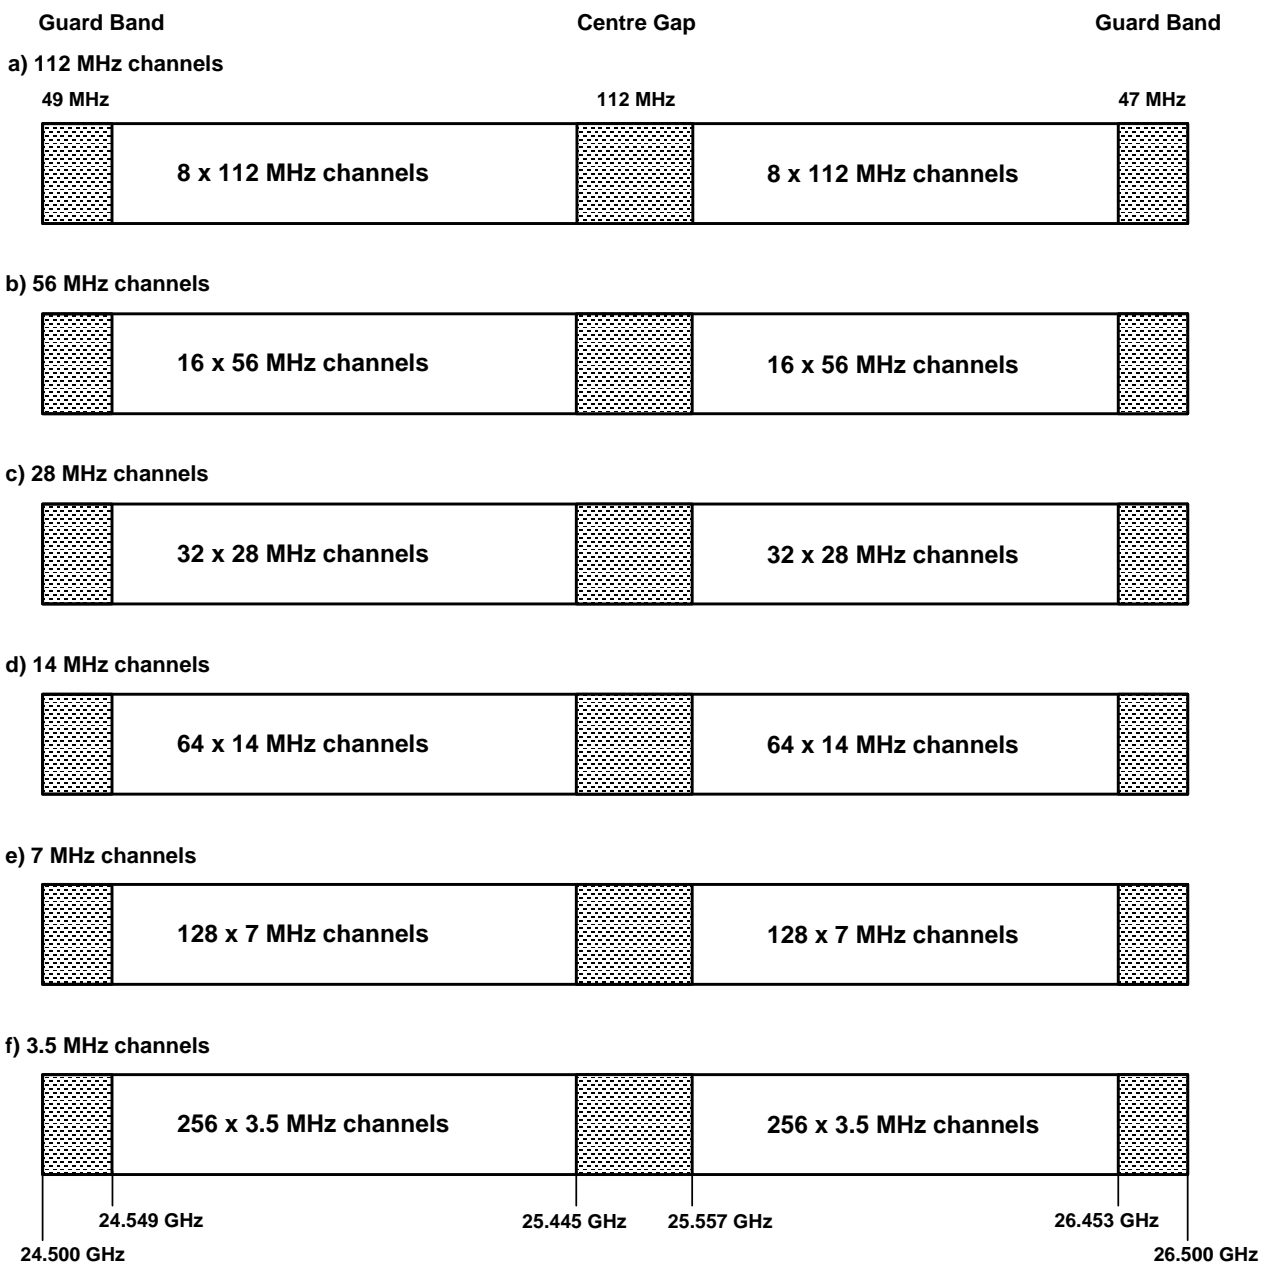 Guard Band Centre Gap Guard Band
a) 112 MHz channels
49 MHz 112 MHz 47 MHz
8 x 112 MHz channels 8 x 112 MHz channels
b) 56 MHz channels
16 x 56 MHz channels 16 x 56 MHz channels
c) 28 MHz channels
32 x 28 MHz channels 32 x 28 MHz channels
d) 14 MHz channels
64 x 14 MHz channels 64 x 14 MHz channels
e) 7 MHz channels
128 x 7 MHz channels 128 x 7 MHz channels
f) 3.5 MHz channels
256 x 3.5 MHz channels 256 x 3.5 MHz channels
24.549 GHz 25.445 GHz 25.557 GHz 26.453 GHz
24.500 GHz 26.500 GHz